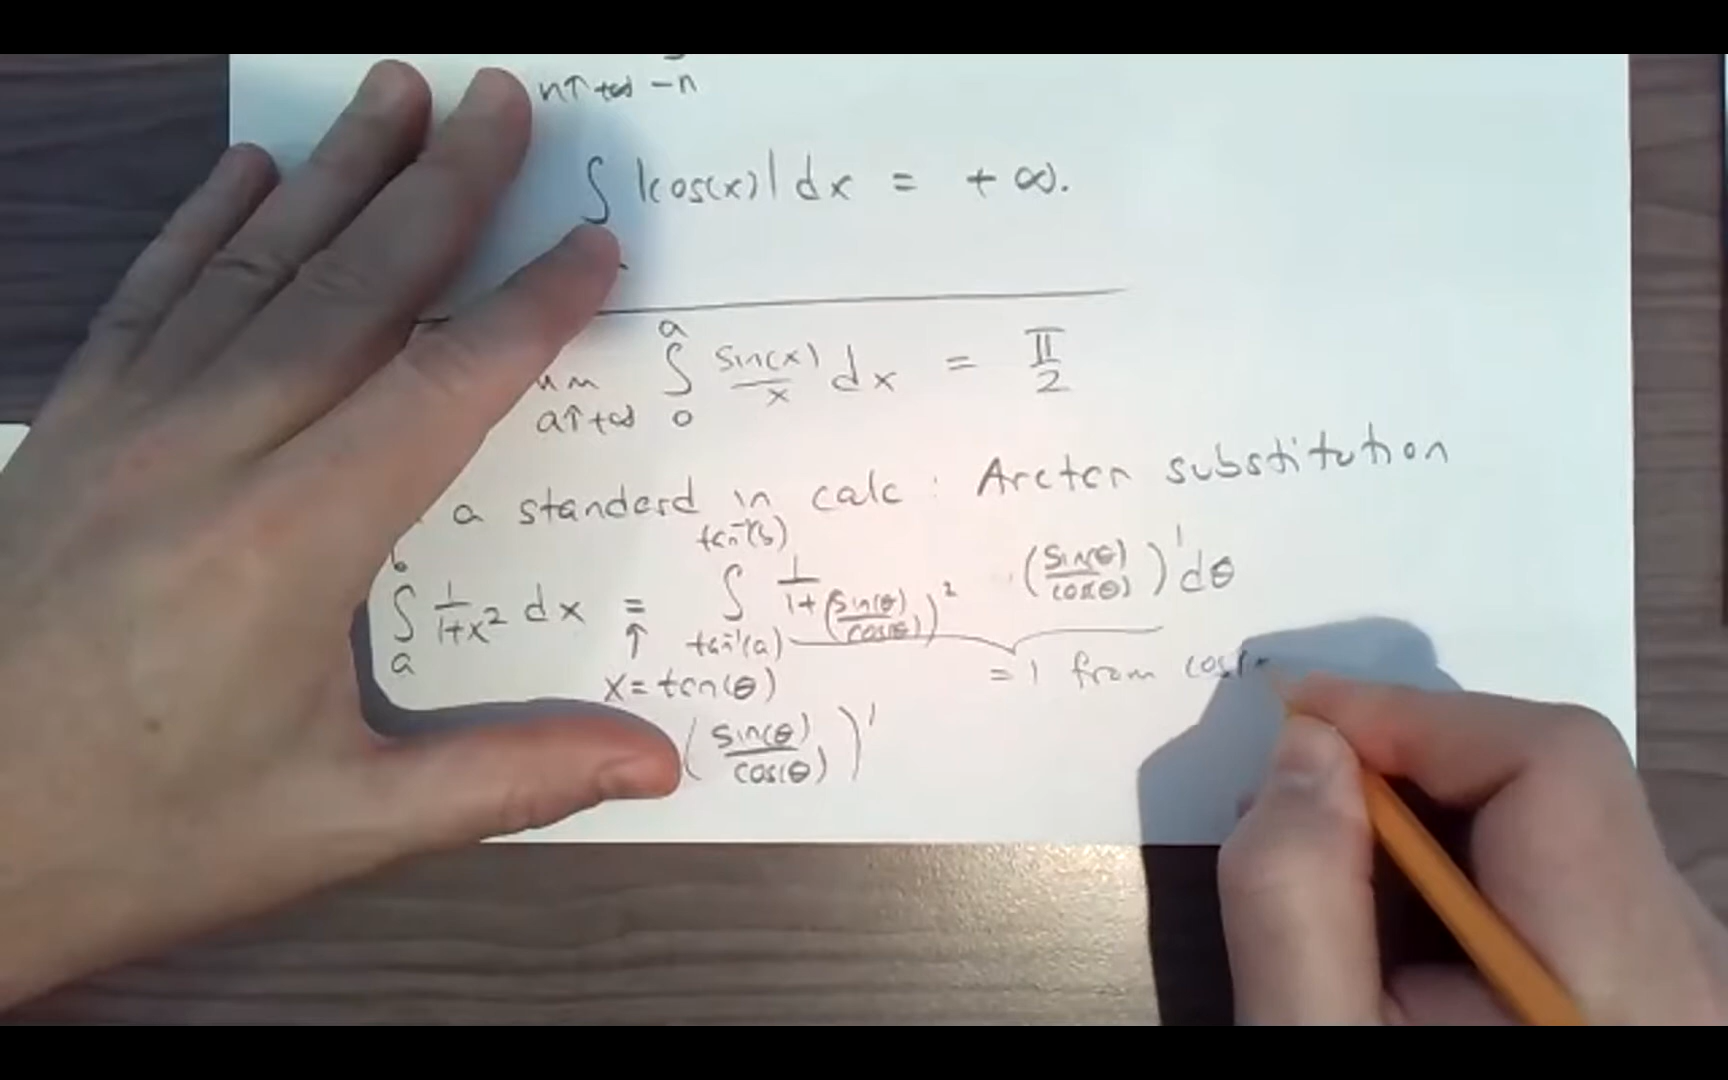 n↑+∞ -n
∫ |cos(x)| dx = +∞.
a
∫ sin(x)/x dx = π/2
a↑+∞ 0
a standard in calc: Arctan substitution
b tan⁻¹(b)
∫ 1/1+x² dx = ∫ 1/1+(sin(θ)/cos(θ))² (sin(θ)/cos(θ))' dθ
a ↑ tan⁻¹(a)
x = tan(θ) = 1 from
(sin(θ)/cos(θ))'